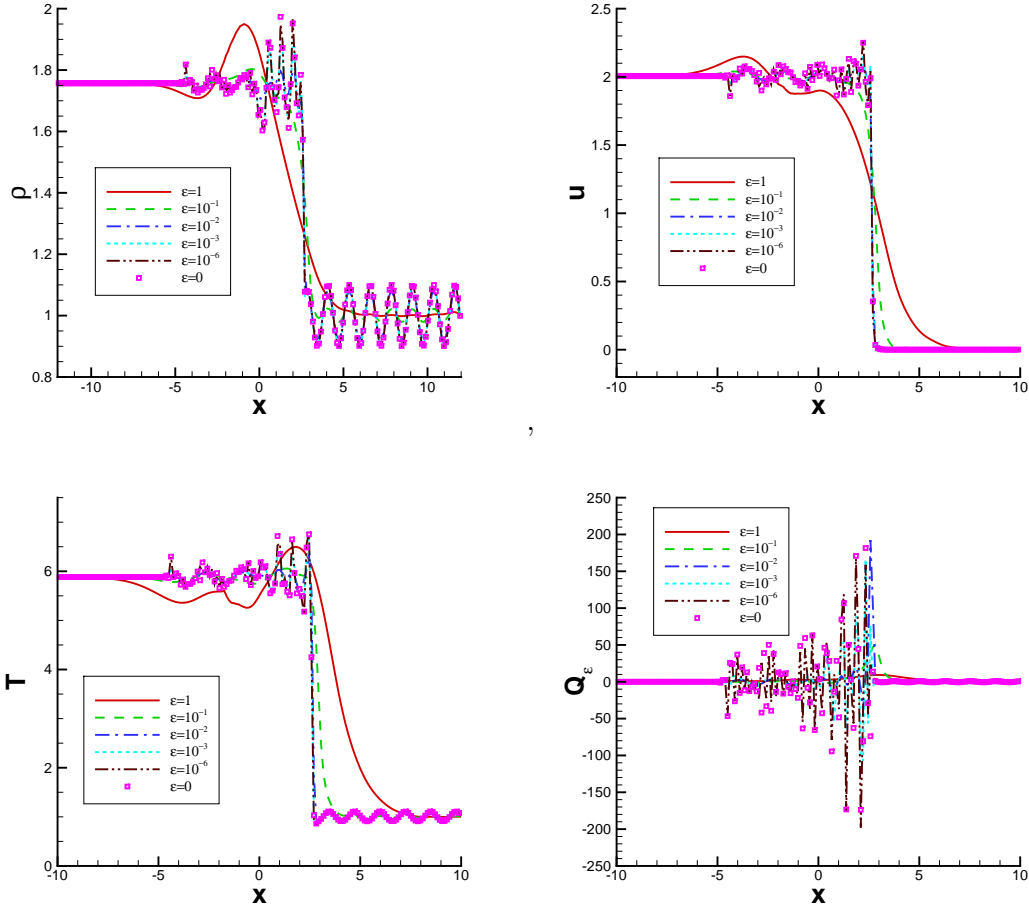 2
1.8
1.6
1.4
1.2
1
0.8
ρ
ε=1
ε=10⁻¹
ε=10⁻²
ε=10⁻³
ε=10⁻⁶
ε=0
-10 -5 0 5 10
x
2.5
2
1.5
1
0.5
0
u
ε=1
ε=10⁻¹
ε=10⁻²
ε=10⁻³
ε=10⁻⁶
ε=0
-10 -5 0 5 10
x
,
6
4
2
0
T
ε=1
ε=10⁻¹
ε=10⁻²
ε=10⁻³
ε=10⁻⁶
ε=0
-10 -5 0 5 10
x
250
200
150
100
50
0
-50
-100
-150
-200
-250
Qε
ε=1
ε=10⁻¹
ε=10⁻²
ε=10⁻³
ε=10⁻⁶
ε=0
-10 -5 0 5 10
x